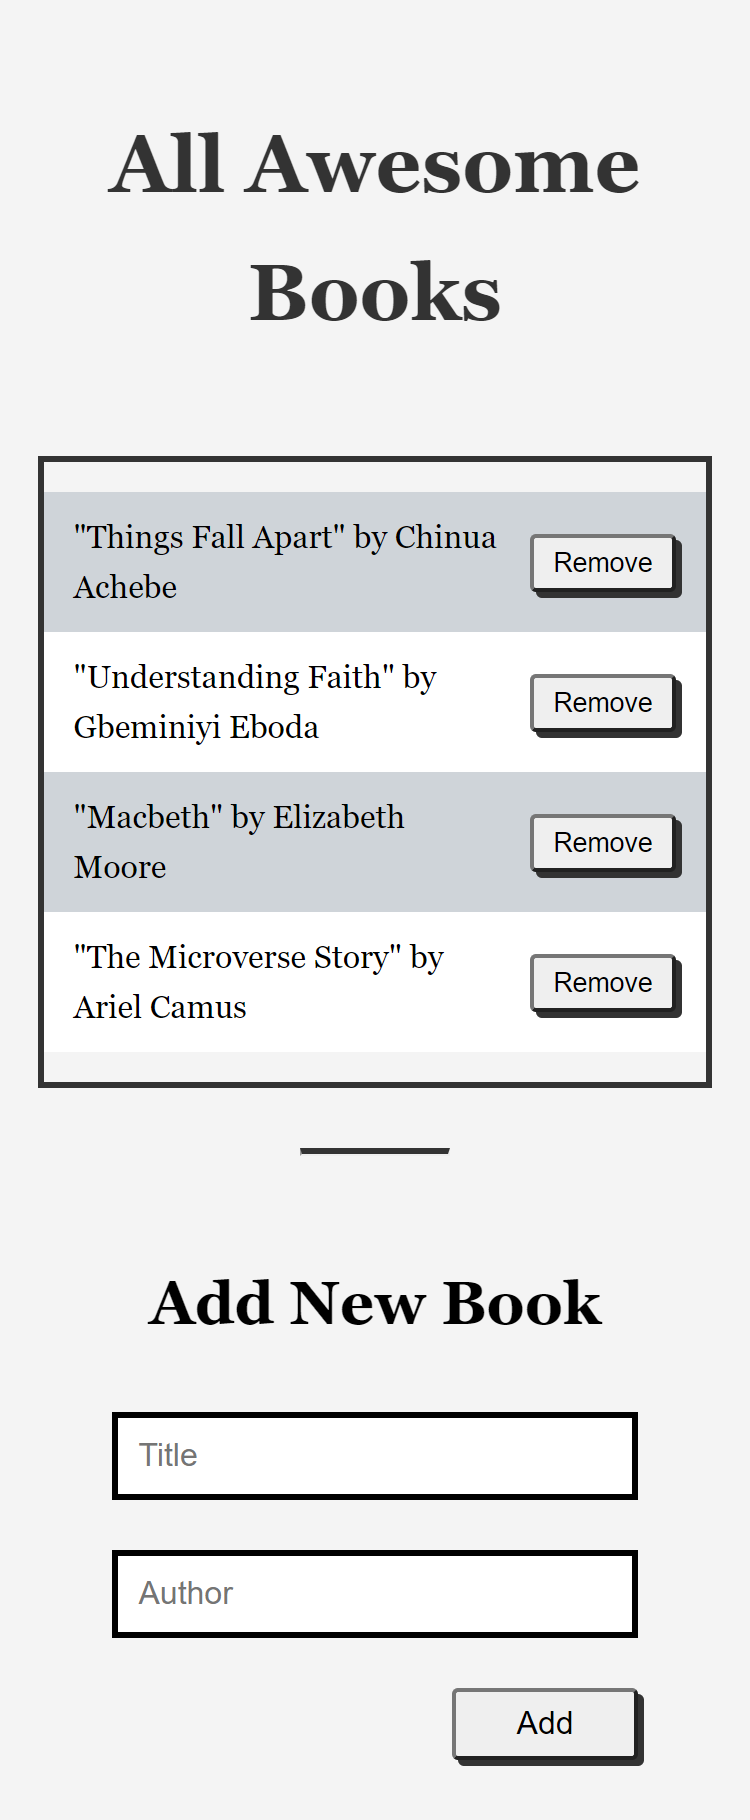 All Awesome
Books
"Things Fall Apart" by Chinua
Achebe
Remove
"Understanding Faith" by
Gbeminiyi Eboda
Remove
"Macbeth" by Elizabeth
Moore
Remove
"The Microverse Story" by
Ariel Camus
Remove
Add New Book
Title
Author
Add